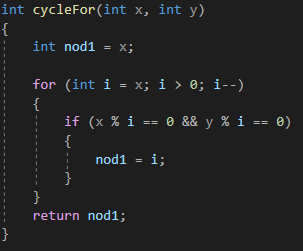 int cycleFor(int x, int y)
{
int nod1 = x;
for (int i = x; i > 0; i--)
{
if (x % i == 0 && y % i == 0)
{
nod1 = i;
}
}
return nod1;
}